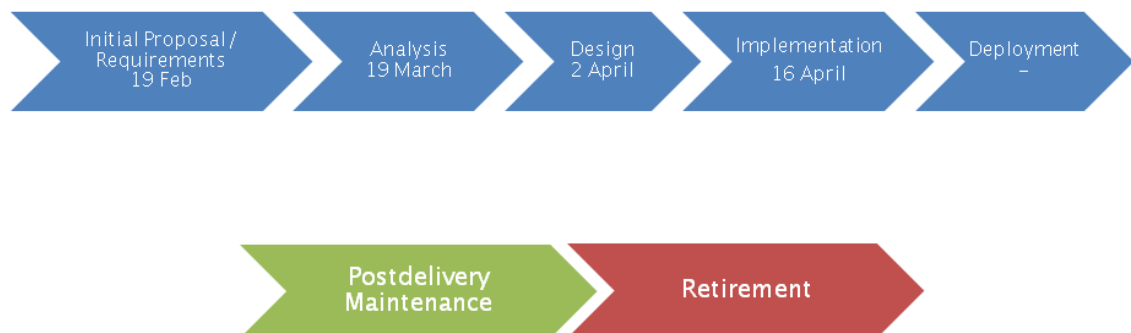 Initial Proposal /
Requirements
19 Feb
Analysis
19 March
Design
2 April
Implementation
16 April
Deployment
–
Postdelivery
Maintenance
Retirement